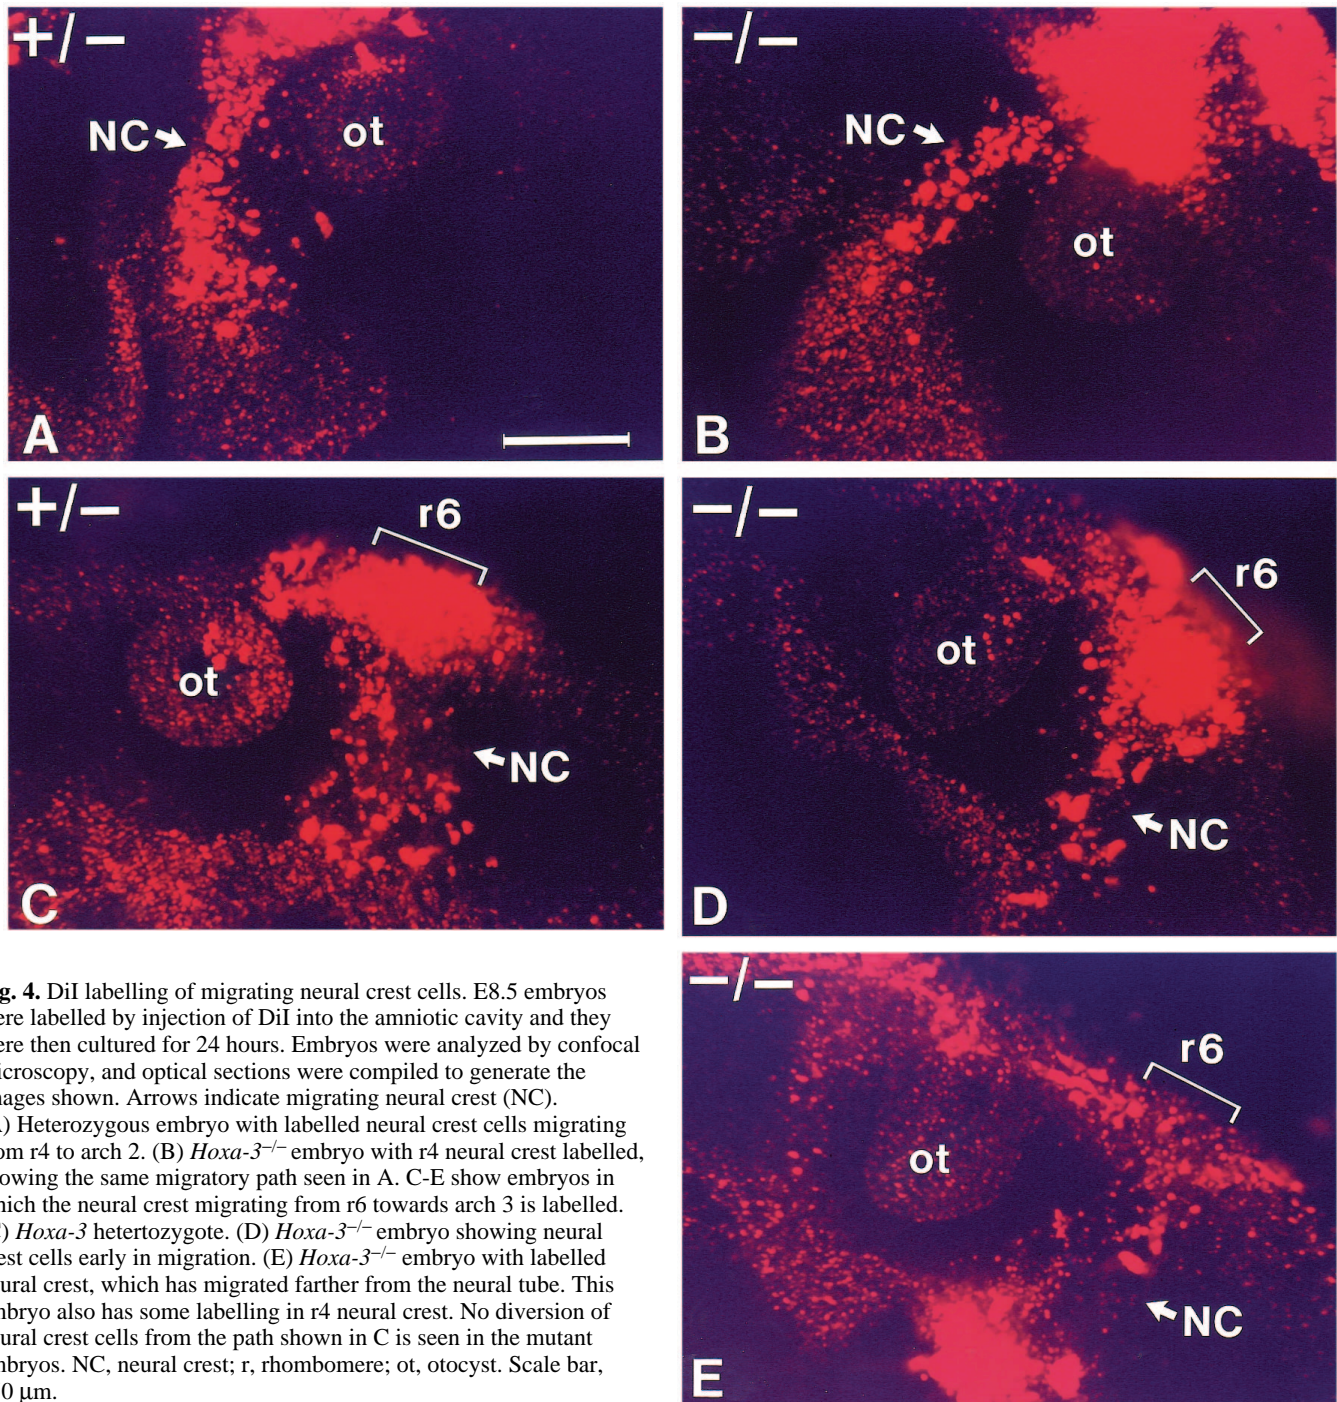 +/−
NC
ot
A
−/−
NC
ot
B
+/−
r6
ot
NC
C
−/−
r6
ot
NC
D
−/−
r6
ot
NC
E
g. 4. DiI labelling of migrating neural crest cells. E8.5 embryos
ere labelled by injection of DiI into the amniotic cavity and they
ere then cultured for 24 hours. Embryos were analyzed by confocal
icroscopy, and optical sections were compiled to generate the
ages shown. Arrows indicate migrating neural crest (NC).
) Heterozygous embryo with labelled neural crest cells migrating
om r4 to arch 2. (B) Hoxa-3−/− embryo with r4 neural crest labelled,
owing the same migratory path seen in A. C-E show embryos in
hich the neural crest migrating from r6 towards arch 3 is labelled.
) Hoxa-3 hetertozygote. (D) Hoxa-3−/− embryo showing neural
est cells early in migration. (E) Hoxa-3−/− embryo with labelled
ural crest, which has migrated farther from the neural tube. This
mbryo also has some labelling in r4 neural crest. No diversion of
ural crest cells from the path shown in C is seen in the mutant
mbryos. NC, neural crest; r, rhombomere; ot, otocyst. Scale bar,
0 μm.